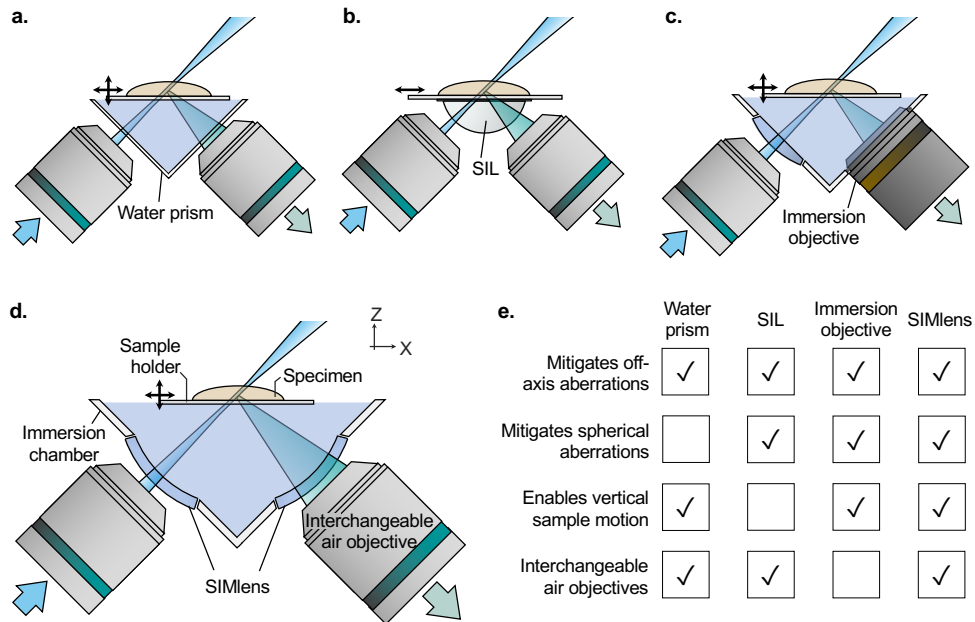 a.
Water prism
b.
SIL
c.
Immersion
objective
d.
Z
X
Sample
holder
Specimen
Immersion
chamber
Interchangeable
air objective
SIMlens
e.
Water
prism
SIL
Immersion
objective
SIMlens
Mitigates off-
axis aberrations
✓ ✓ ✓ ✓
Mitigates spherical
aberrations
✓ ✓ ✓
Enables vertical
sample motion
✓ ✓ ✓
Interchangeable
air objectives
✓ ✓ ✓